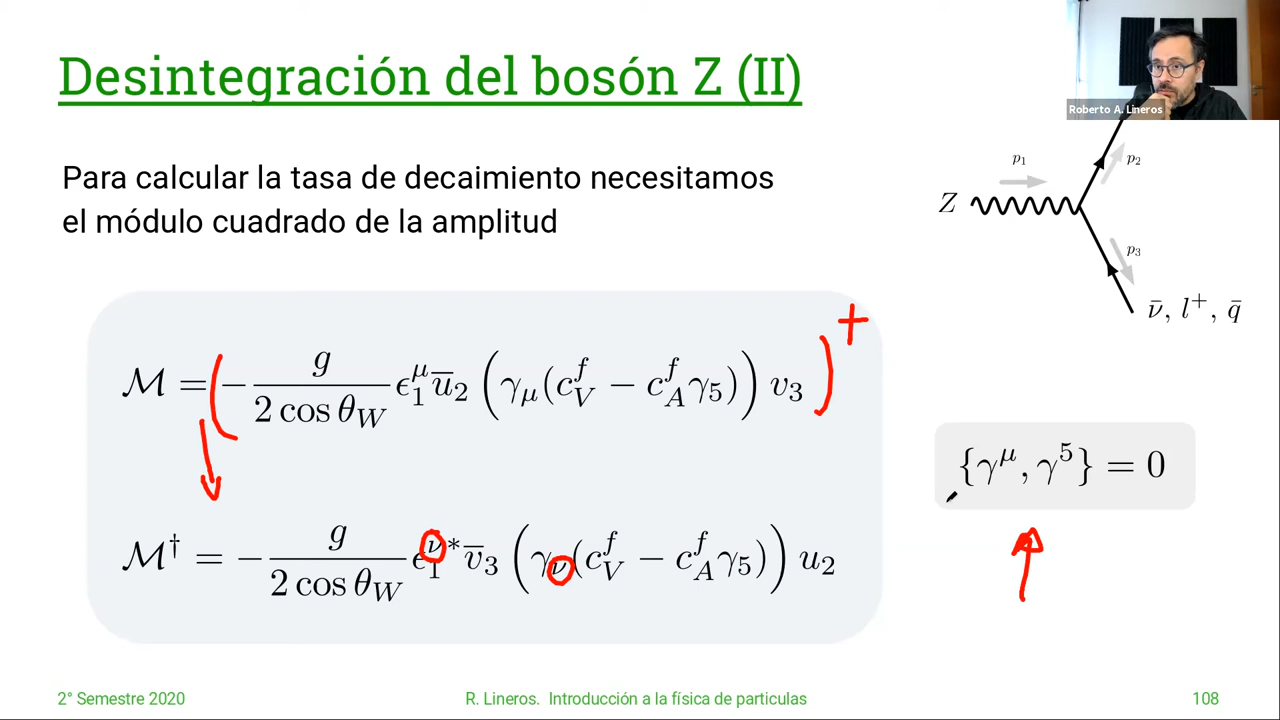 Desintegración del bosón Z (II)
Roberto A. Lineros
Para calcular la tasa de decaimiento necesitamos
el módulo cuadrado de la amplitud
p₁
p₂
Z
p₃
ν̄, l⁺, q̄
ℳ = (− g / (2 cos θ_W) ϵ₁^μ ū₂ (γ_μ(c_V^f − c_A^f γ₅)) v₃)⁺
{γ^μ, γ⁵} = 0
ℳ† = − g / (2 cos θ_W) ϵ₁^ν* v̄₃ (γ_ν(c_V^f − c_A^f γ₅)) u₂
2° Semestre 2020
R. Lineros. Introducción a la física de particulas
108